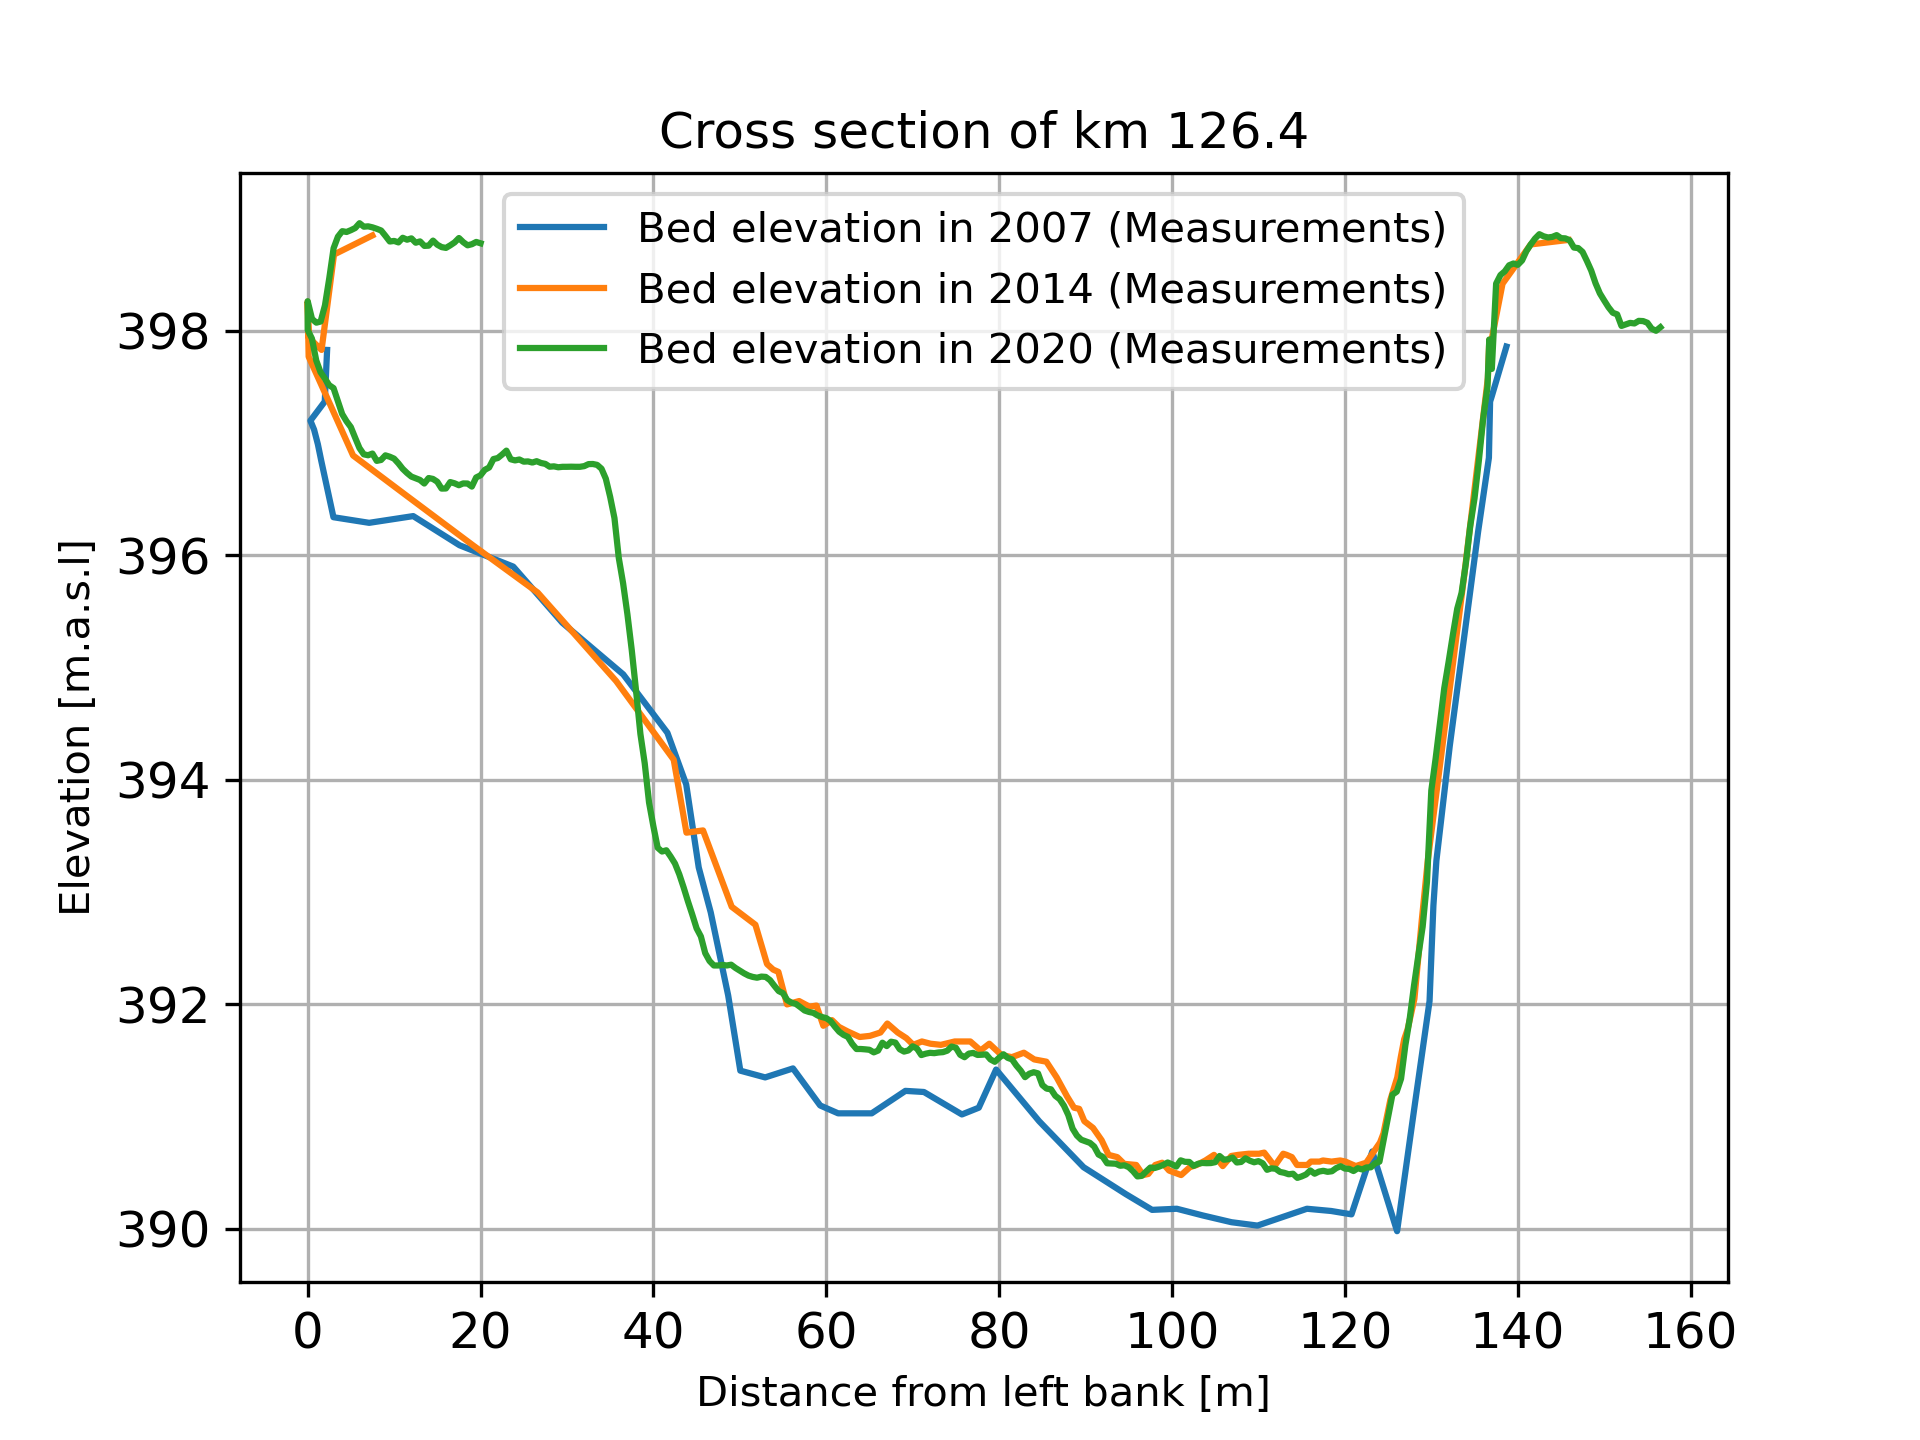 Cross section of km 126.4
Bed elevation in 2007 (Measurements)
Bed elevation in 2014 (Measurements)
Bed elevation in 2020 (Measurements)
398
396
394
392
390
Elevation [m.a.s.l]
0 20 40 60 80 100 120 140 160
Distance from left bank [m]